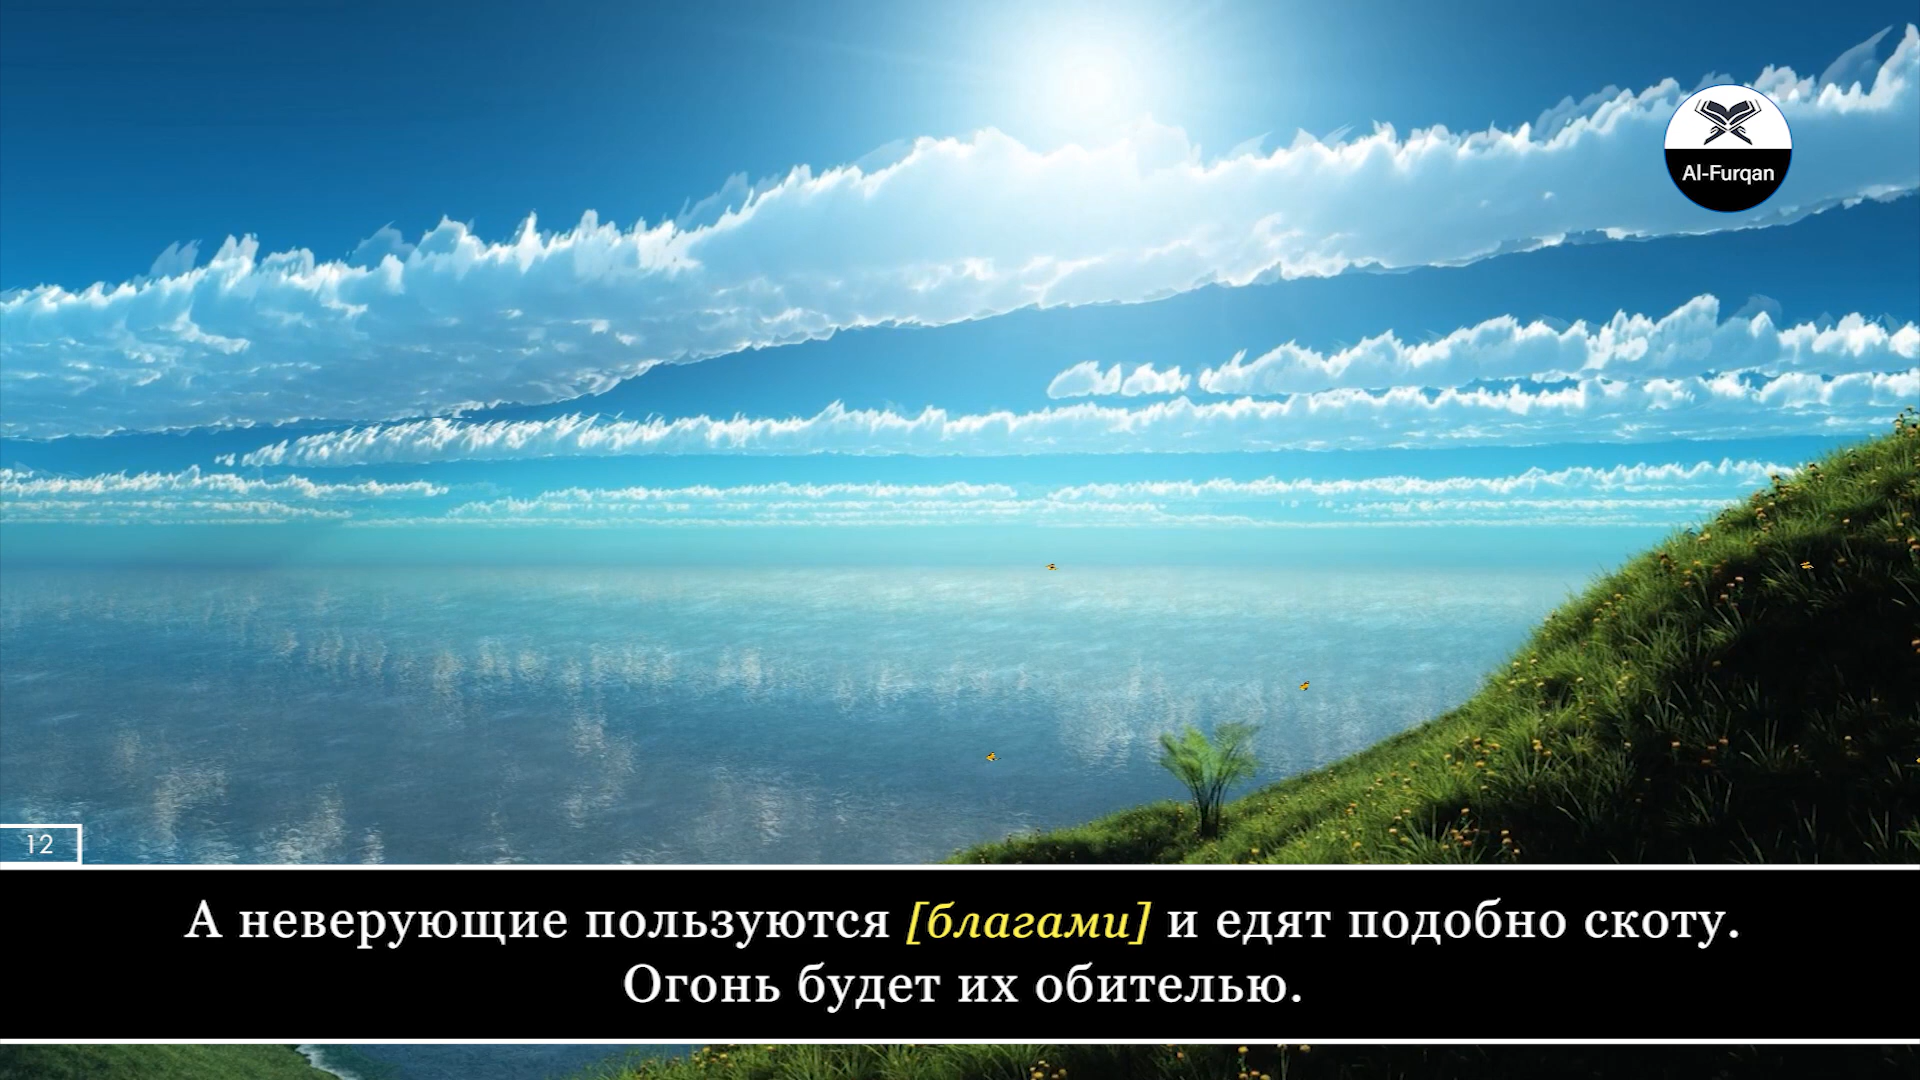 Al-Furqan
12
А неверующие пользуются [благами] и едят подобно скоту.
Огонь будет их обителью.